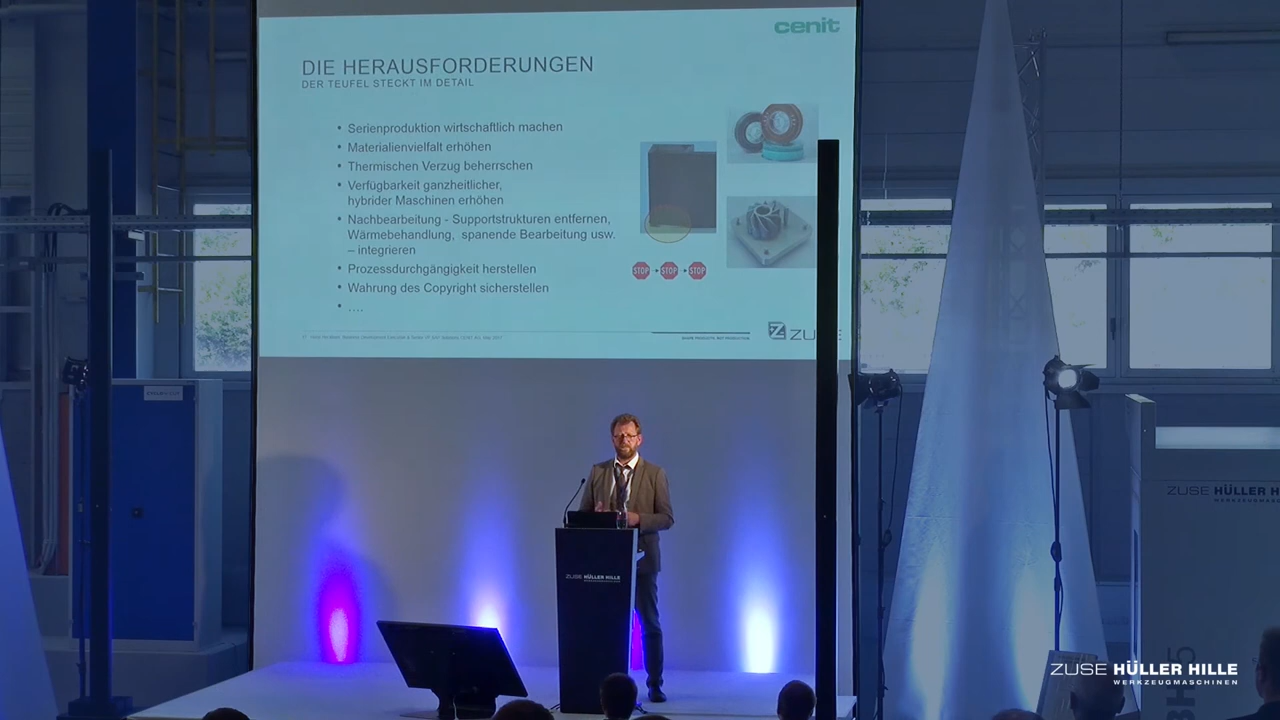 cenit
DIE HERAUSFORDERUNGEN
DER TEUFEL STECKT IM DETAIL
• Serienproduktion wirtschaftlich machen
• Materialienvielfalt erhöhen
• Thermischen Verzug beherrschen
• Verfügbarkeit ganzheitlicher,
hybrider Maschinen erhöhen
• Nachbearbeitung - Supportstrukturen entfernen,
Wärmebehandlung, spanende Bearbeitung usw.
– integrieren
• Prozessdurchgängigkeit herstellen
• Wahrung des Copyright sicherstellen
• ....
STOP STOP STOP
ZUSE
ZUSE HÜLLER HILLE
WERKZEUGMASCHINEN
ZUSE HÜLLER HI
ZUSE HÜLLER HILLE
WERKZEUGMASCHINEN